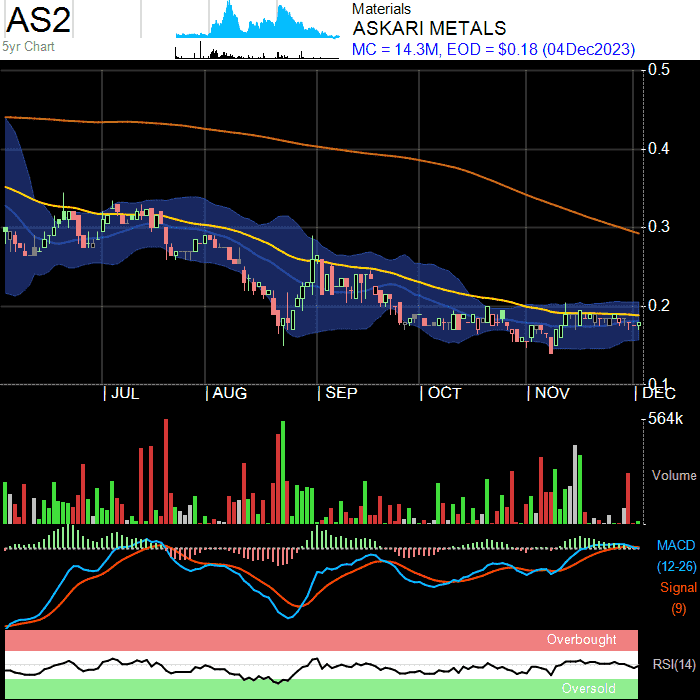 AS2
5yr Chart
Materials
ASKARI METALS
MC = 14.3M, EOD = $0.18 (04Dec2023)
0.5
0.4
0.3
0.2
0.1
JUL
AUG
SEP
OCT
NOV
DEC
564k
Volume
MACD
(12-26)
Signal
(9)
Overbought
RSI(14)
Oversold